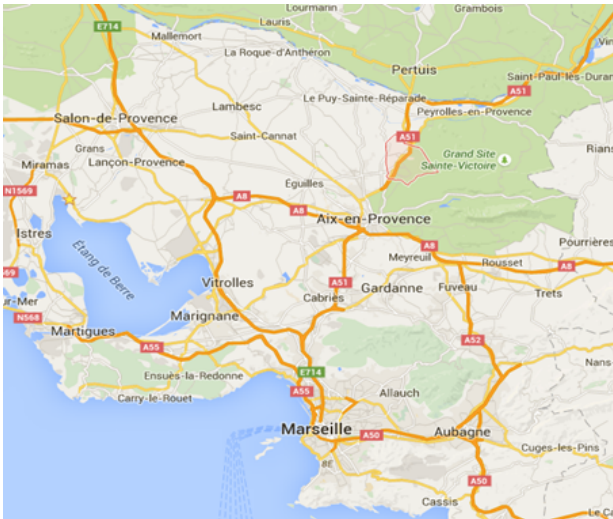 Lourmarin
Grambois
E714
Lauris
Mallemort
La Roque-d'Anthéron
Pertuis
Saint-Paul-lès-Duran
A51
Le Puy-Sainte-Réparade
Lambesc
Peyrolles-en-Provence
Salon-de-Provence
Saint-Cannat
A51
Rians
Grans
Grand Site
Sainte-Victoire
Miramas
Lançon-Provence
Eguilles
N1569
A8
A8
Aix-en-Provence
Istres
Pourrières
A8
Meyreuil
Rousset
A8
Étang de Berre
Vitrolles
A51
Gardanne
Fuveau
Trets
Cabriès
N568
Marignane
Martigues
A55
A52
Ensuès-la-Redonne
E714
Nans
Carry-le-Rouet
A55
Allauch
Marseille
A50
Aubagne
8E
Cuges-les-Pins
A50
Cassis